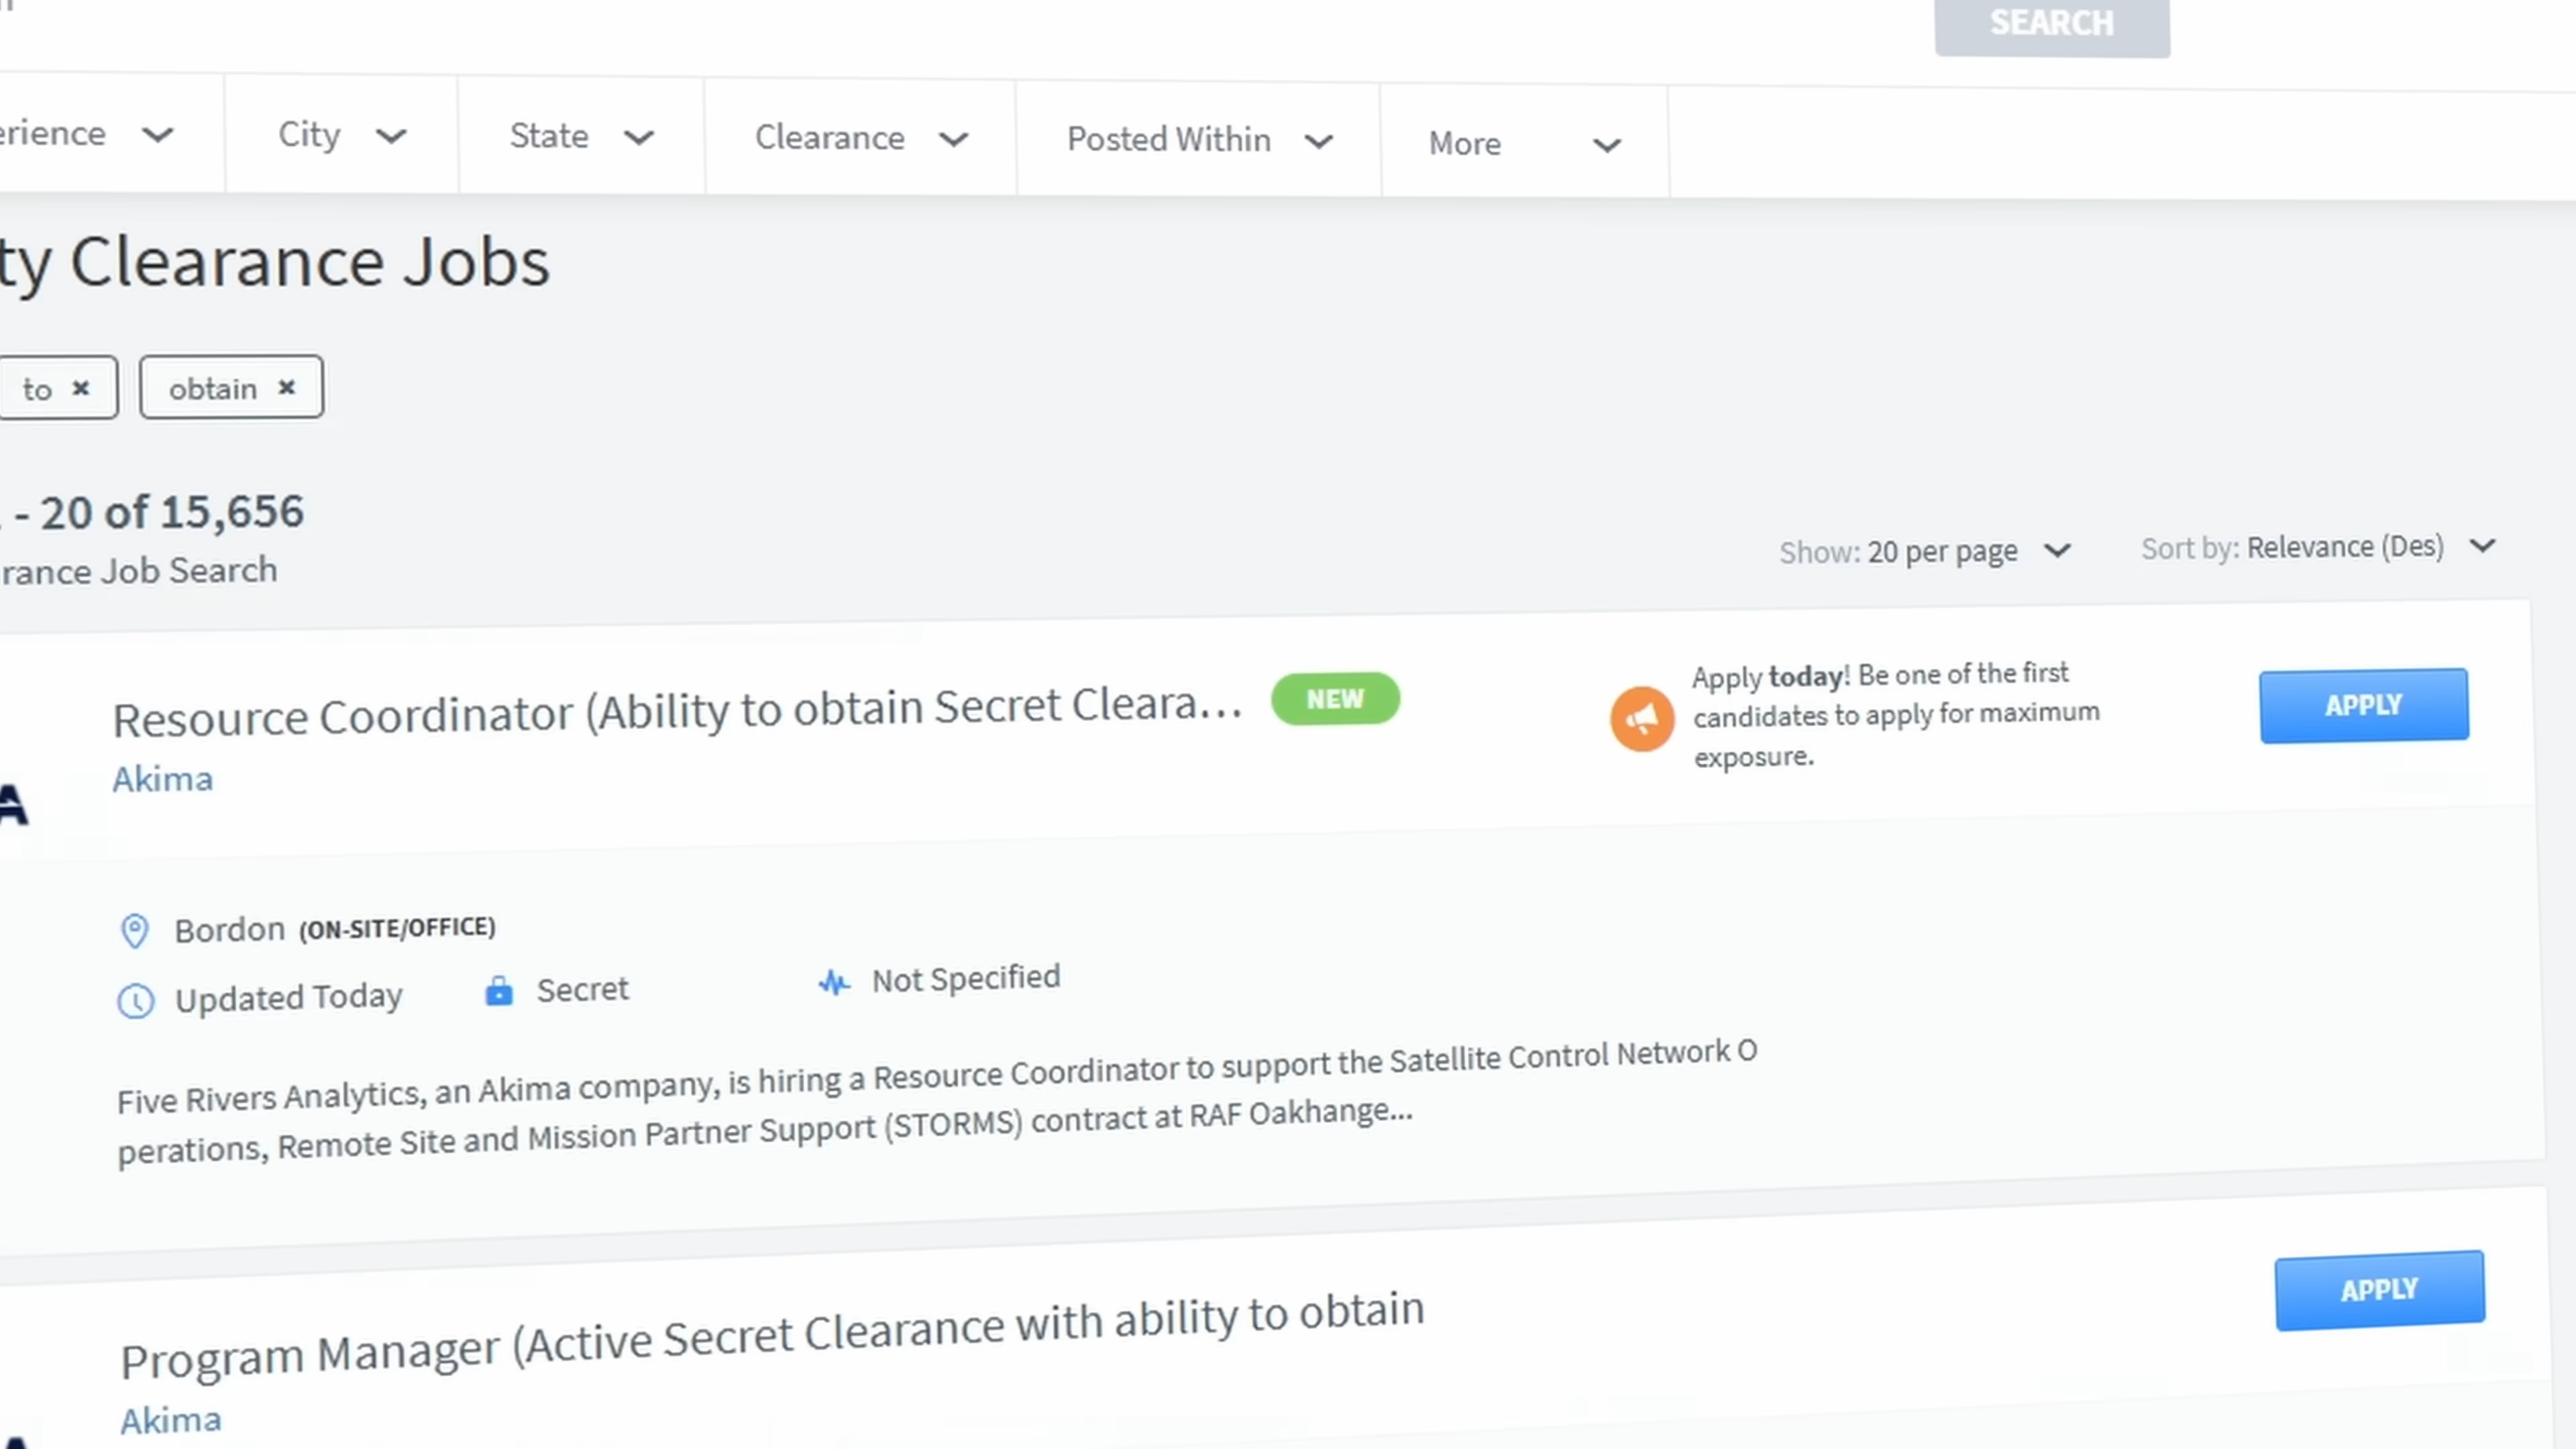 SEARCH
erience
City
State
Clearance
Posted Within
More
ty Clearance Jobs
to
obtain
- 20 of 15,656
rance Job Search
Show: 20 per page
Sort by: Relevance (Des)
Resource Coordinator (Ability to obtain Secret Cleara...
NEW
Apply today! Be one of the first
candidates to apply for maximum
exposure.
APPLY
Akima
A
Bordon (ON-SITE/OFFICE)
Updated Today
Secret
Not Specified
Five Rivers Analytics, an Akima company, is hiring a Resource Coordinator to support the Satellite Control Network O
perations, Remote Site and Mission Partner Support (STORMS) contract at RAF Oakhange...
Program Manager (Active Secret Clearance with ability to obtain
APPLY
Akima